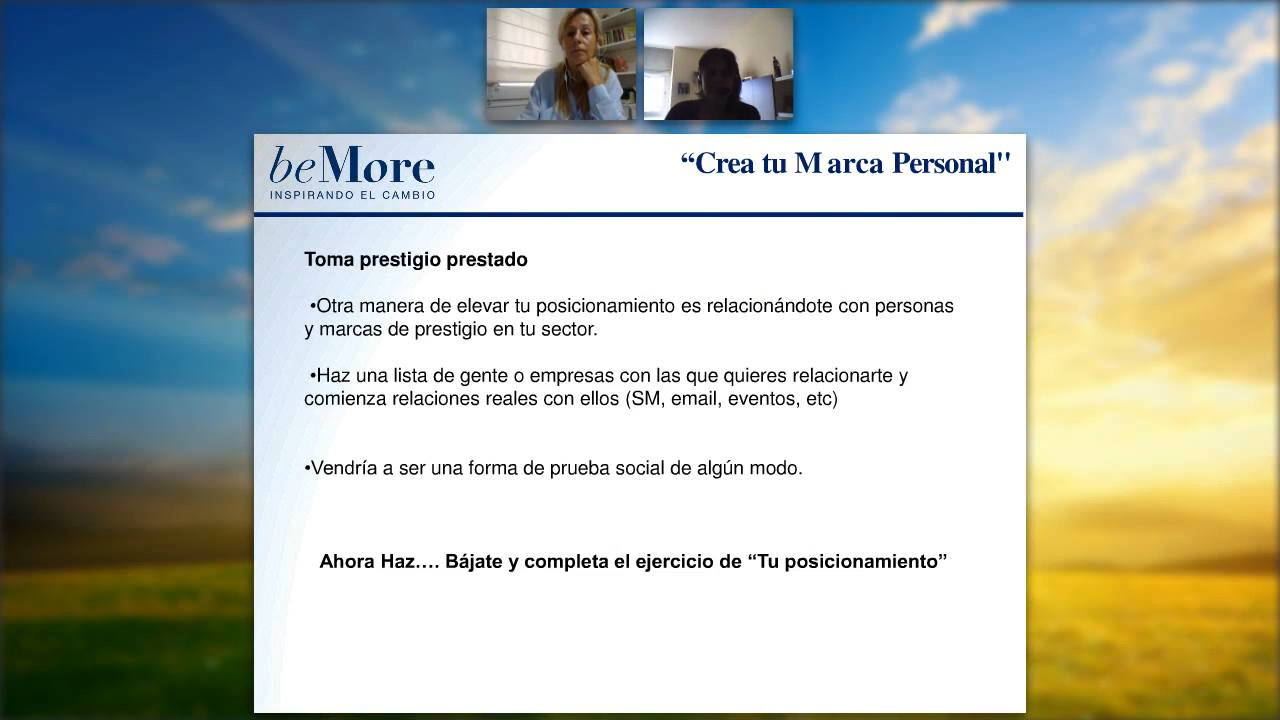 beMore
INSPIRANDO EL CAMBIO
“Crea tu Marca Personal"
Toma prestigio prestado
•Otra manera de elevar tu posicionamiento es relacionándote con personas
y marcas de prestigio en tu sector.
•Haz una lista de gente o empresas con las que quieres relacionarte y
comienza relaciones reales con ellos (SM, email, eventos, etc)
•Vendría a ser una forma de prueba social de algún modo.
Ahora Haz…. Bájate y completa el ejercicio de “Tu posicionamiento”